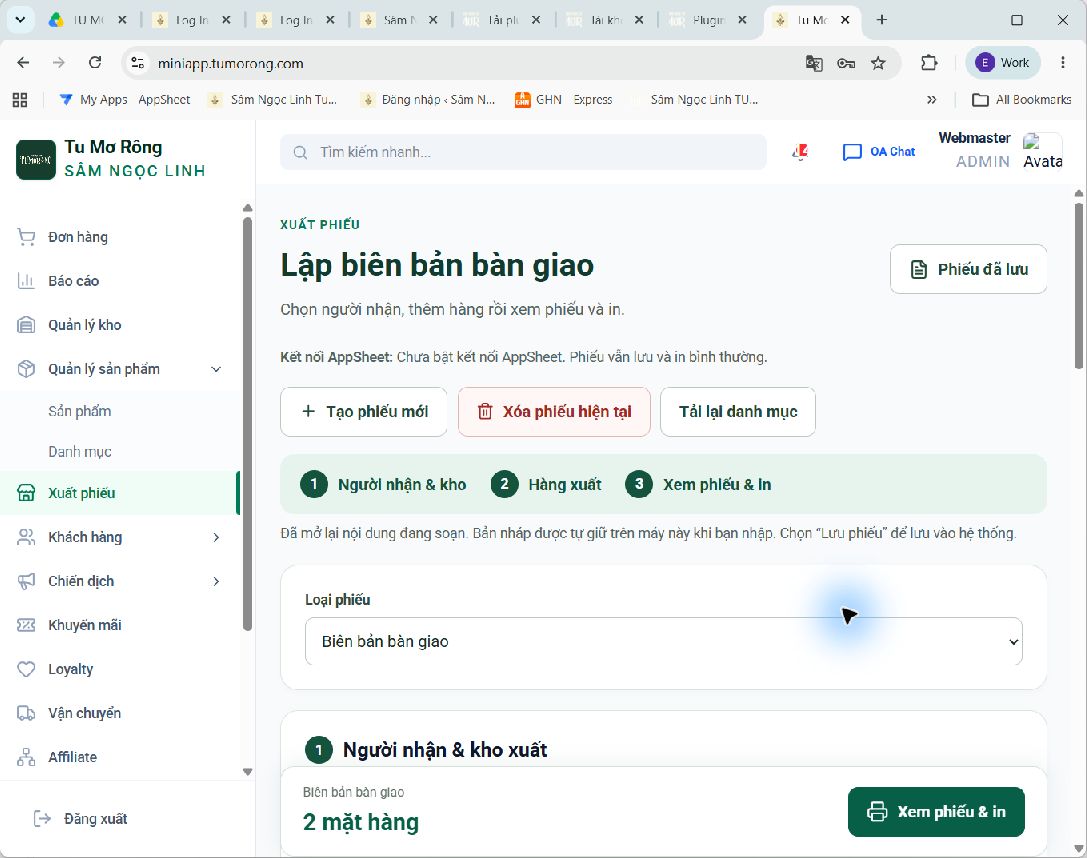 TU M
Log In
Log In
Sâm N
Tải pl
Tải kh
Plugin
Tu Mơ
miniapp.tumorong.com
E Work
My Apps - AppSheet
Sâm Ngọc Linh Tu...
Đăng nhập ‹ Sâm N...
GHN - Express
Sâm Ngọc Linh TU...
»
All Bookmarks
Tu Mơ Rông
SÂM NGỌC LINH
Tìm kiếm nhanh...
OA Chat
Webmaster
ADMIN
Avata
Đơn hàng
Báo cáo
Quản lý kho
Quản lý sản phẩm
Sản phẩm
Danh mục
Xuất phiếu
Khách hàng
Chiến dịch
Khuyến mãi
Loyalty
Vận chuyển
Affiliate
Đăng xuất
XUẤT PHIẾU
Lập biên bản bàn giao
Phiếu đã lưu
Chọn người nhận, thêm hàng rồi xem phiếu và in.
Kết nối AppSheet: Chưa bật kết nối AppSheet. Phiếu vẫn lưu và in bình thường.
Tạo phiếu mới
Xóa phiếu hiện tại
Tải lại danh mục
1 Người nhận & kho
2 Hàng xuất
3 Xem phiếu & in
Đã mở lại nội dung đang soạn. Bản nháp được tự giữ trên máy này khi bạn nhập. Chọn “Lưu phiếu” để lưu vào hệ thống.
Loại phiếu
Biên bản bàn giao
1 Người nhận & kho xuất
Biên bản bàn giao
2 mặt hàng
Xem phiếu & in